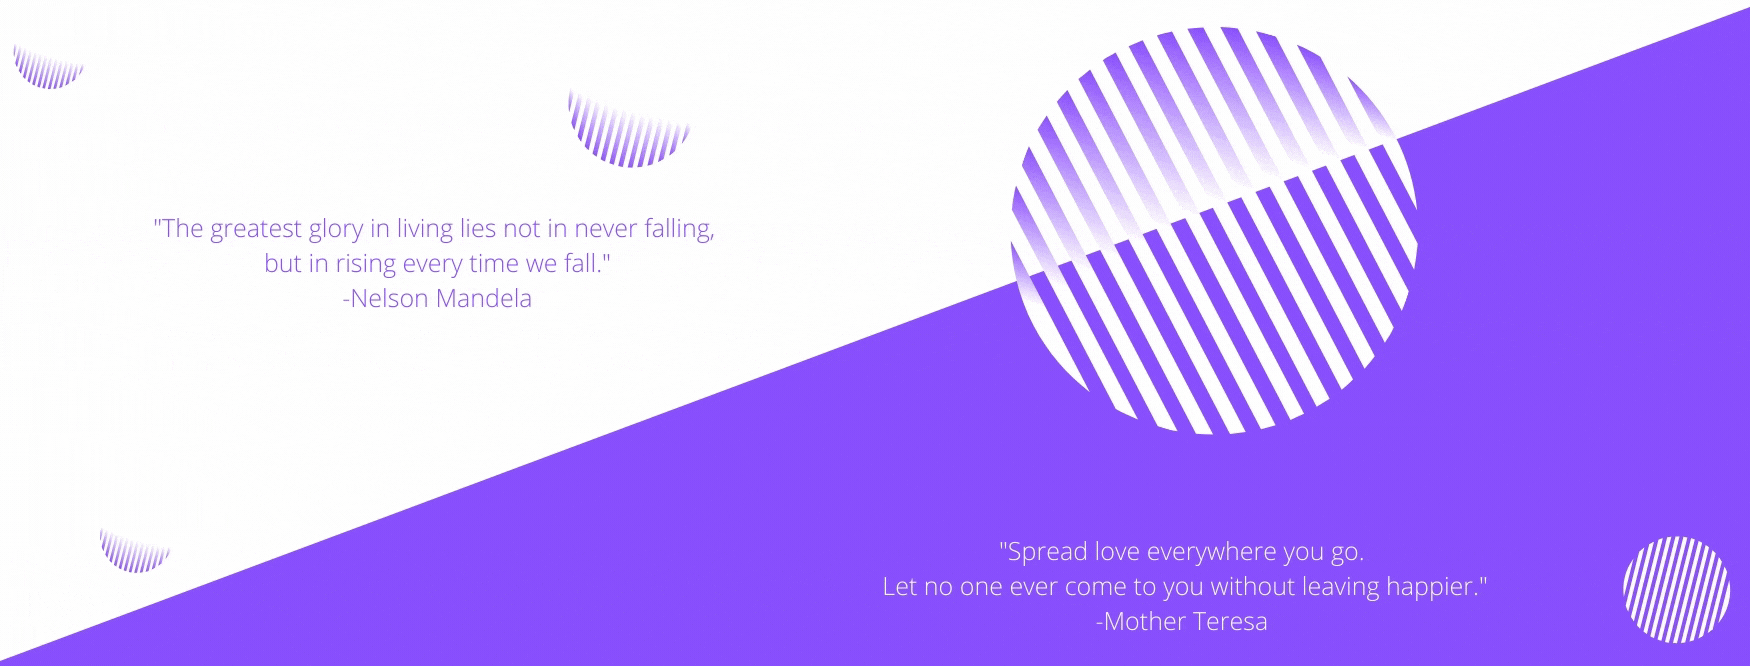 "The greatest glory in living lies not in never falling,
but in rising every time we fall."
-Nelson Mandela
"Spread love everywhere you go.
Let no one ever come to you without leaving happier."
-Mother Teresa